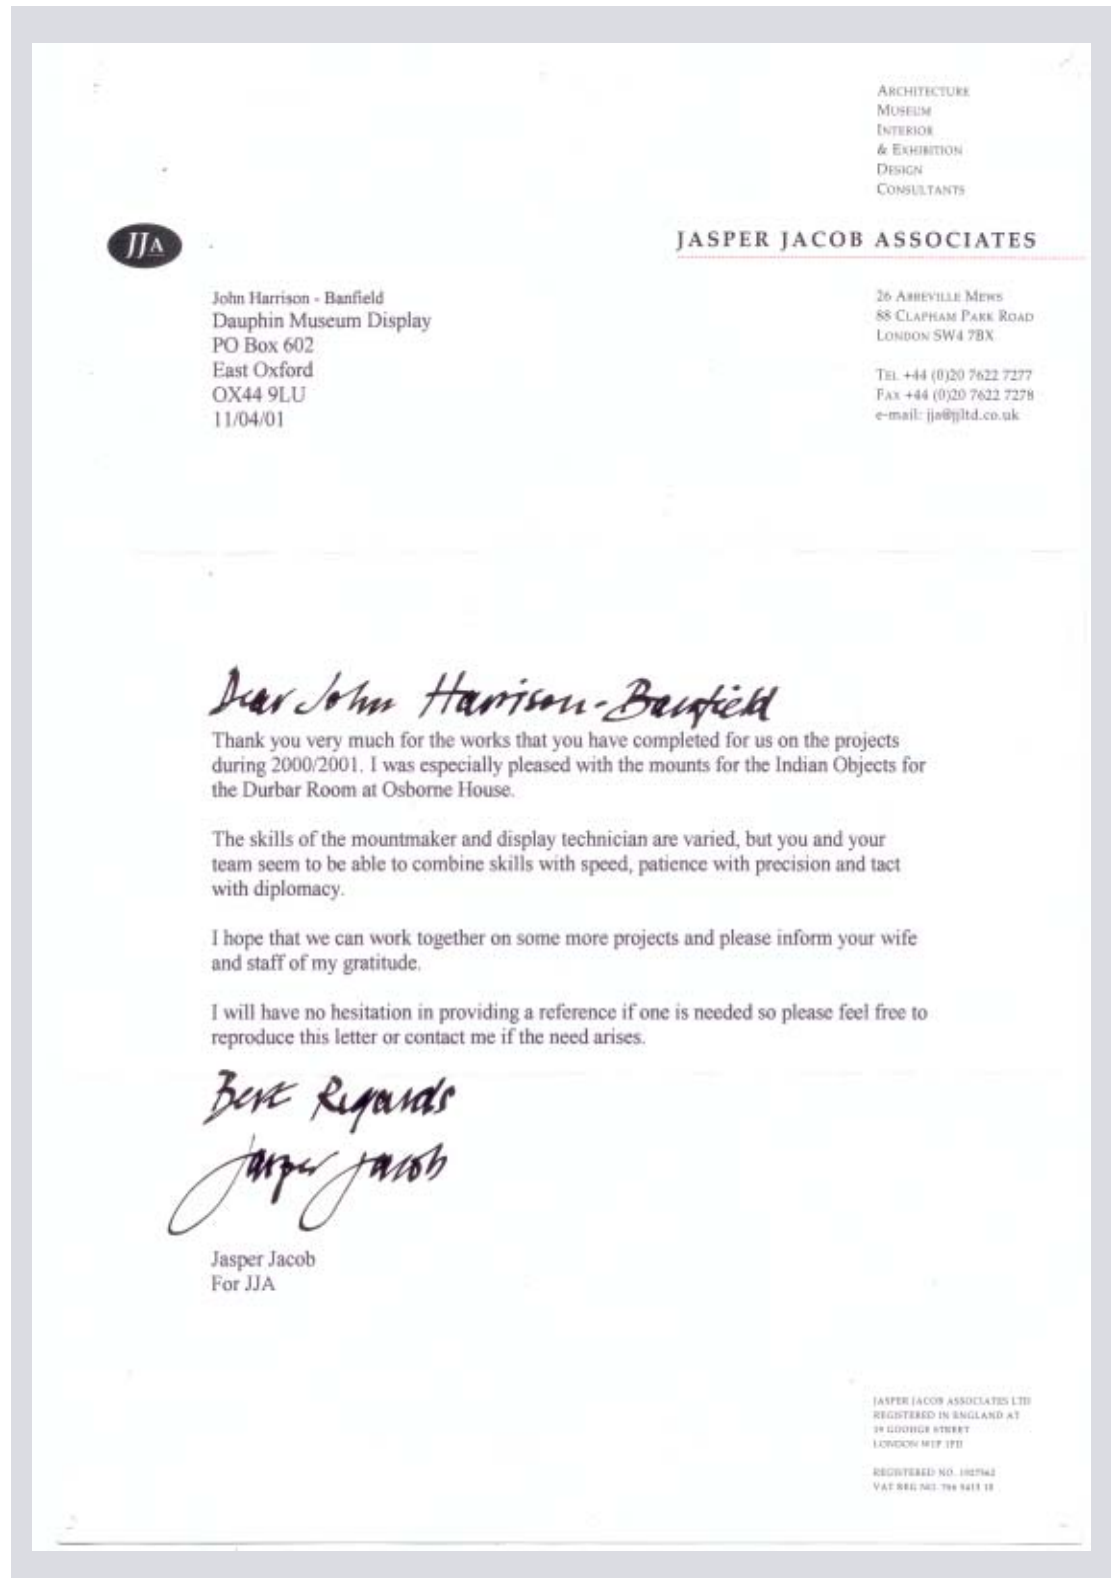 ARCHITECTURE
MUSEUM
INTERIOR
& EXHIBITION
DESIGN
CONSULTANTS
JJA
JASPER JACOB ASSOCIATES
John Harrison - Banfield
Dauphin Museum Display
PO Box 602
East Oxford
OX44 9LU
11/04/01
26 ABBEVILLE MEWS
88 CLAPHAM PARK ROAD
LONDON SW4 7BX
TEL +44 (0)20 7622 7277
FAX +44 (0)20 7622 7278
e-mail: jja@jjltd.co.uk
Dear John Harrison-Banfield
Thank you very much for the works that you have completed for us on the projects
during 2000/2001. I was especially pleased with the mounts for the Indian Objects for
the Durbar Room at Osborne House.
The skills of the mountmaker and display technician are varied, but you and your
team seem to be able to combine skills with speed, patience with precision and tact
with diplomacy.
I hope that we can work together on some more projects and please inform your wife
and staff of my gratitude.
I will have no hesitation in providing a reference if one is needed so please feel free to
reproduce this letter or contact me if the need arises.
Best Regards
Jasper Jacob
Jasper Jacob
For JJA
JASPER JACOB ASSOCIATES LTD
REGISTERED IN ENGLAND AT
GOODGE STREET
LONDON
REGISTERED NO.
VAT REG NO.